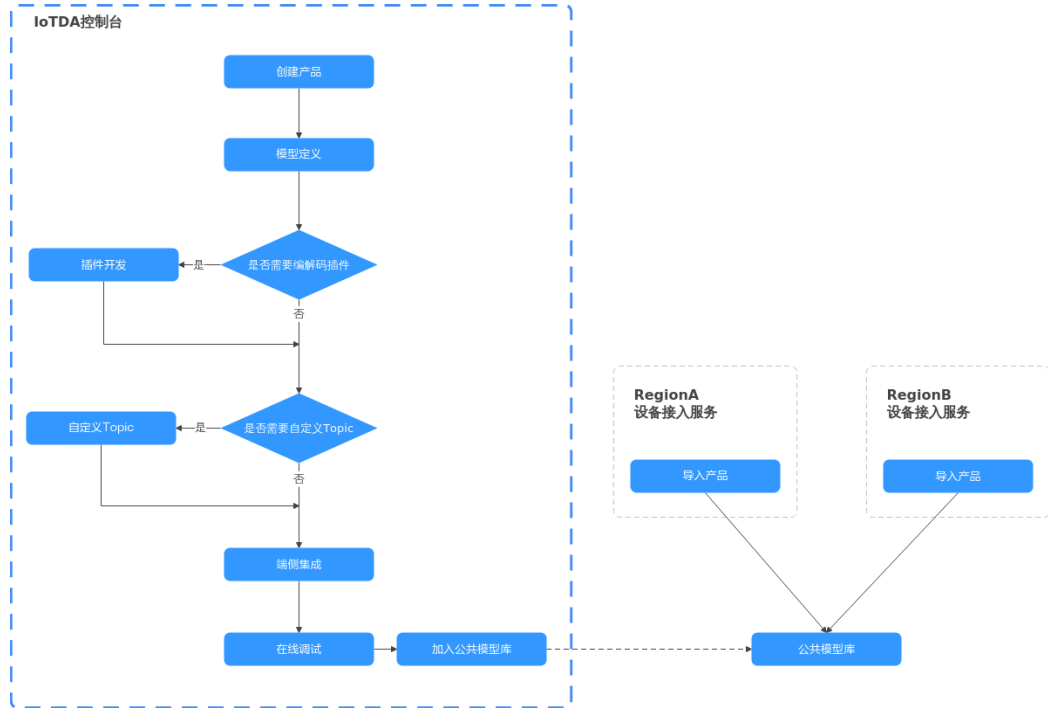 IoTDA控制台
创建产品
模型定义
是否需要编解码插件
是
插件开发
否
是否需要自定义Topic
是
自定义Topic
否
端侧集成
在线调试
加入公共模型库
RegionA
设备接入服务
导入产品
RegionB
设备接入服务
导入产品
公共模型库